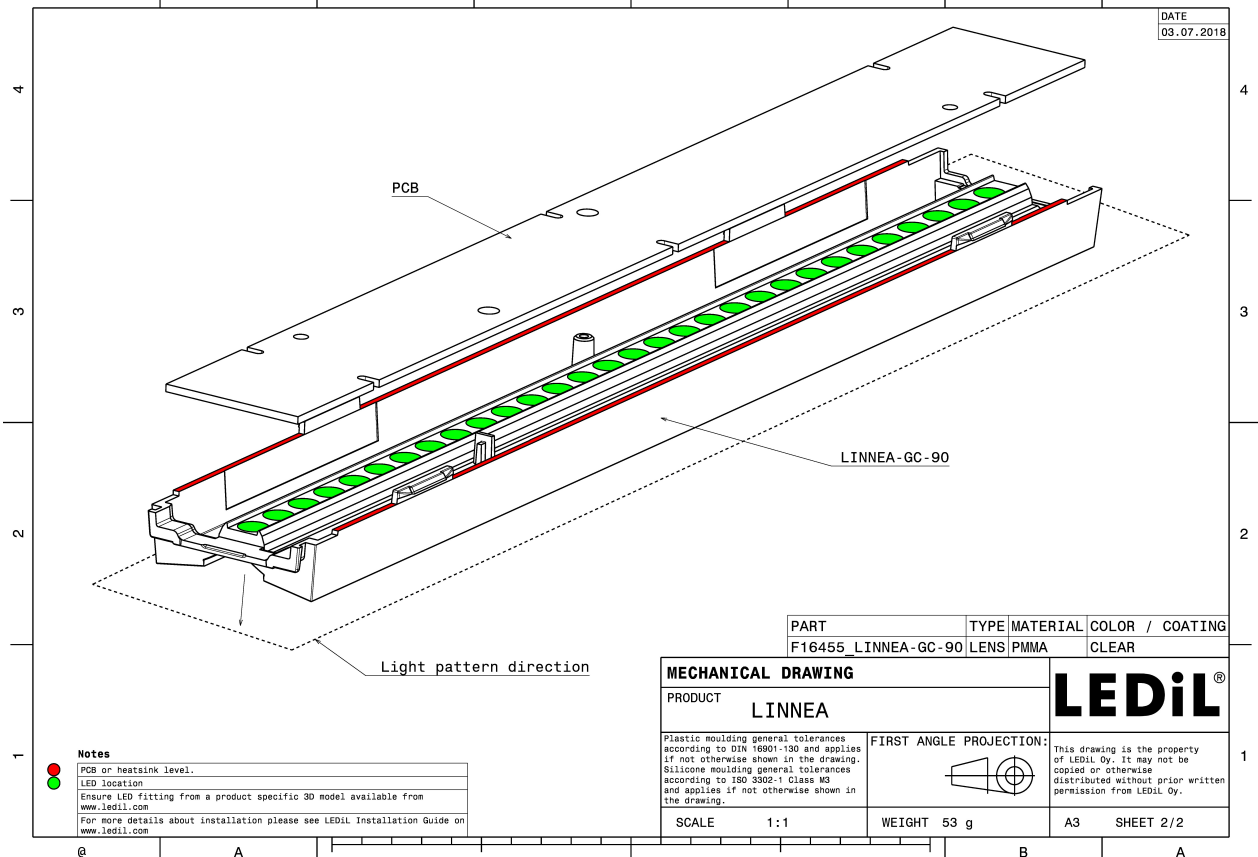 DATE
03.07.2018
4
4
PCB
3
3
LINNEA-GC-90
2
2
Light pattern direction
PART TYPE MATERIAL COLOR / COATING
F16455_LINNEA-GC-90 LENS PMMA CLEAR
MECHANICAL DRAWING
LEDiL®
PRODUCT
LINNEA
Plastic moulding general tolerances
according to DIN 16901-130 and applies
if not otherwise shown in the drawing.
Silicone moulding general tolerances
according to ISO 3302-1 Class M3
and applies if not otherwise shown in
the drawing.
FIRST ANGLE PROJECTION:
This drawing is the property
of LEDiL Oy. It may not be
copied or otherwise
distributed without prior written
permission from LEDiL Oy.
1
1
Notes
PCB or heatsink level.
LED location
Ensure LED fitting from a product specific 3D model available from
www.ledil.com
For more details about installation please see LEDiL Installation Guide on
www.ledil.com
SCALE 1:1
WEIGHT 53 g
A3 SHEET 2/2
@ A B A